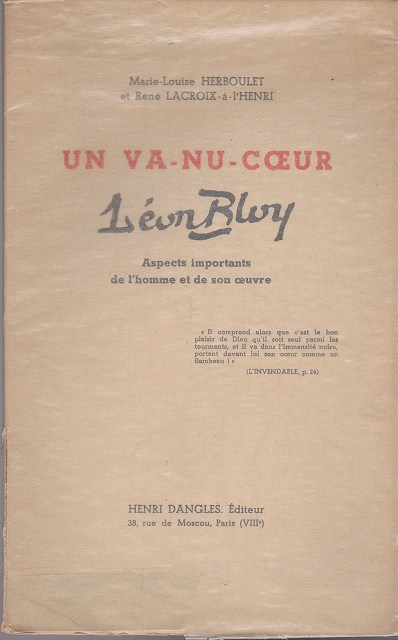 Marie-Louise HERBOULET
et René LACROIX-à-l'HENRI
UN VA-NU-CŒUR
Léon Bloy
Aspects importants
de l'homme et de son œuvre
« Il comprend alors que c'est le bon
plaisir de Dieu qu'il soit seul parmi les
tourments, et il va dans l'immensité noire,
portant devant lui son cœur comme un
flambeau ! »
(L'INVENDABLE, p. 24)
HENRI DANGLES. Éditeur
38, rue de Moscou, Paris (VIIIe)